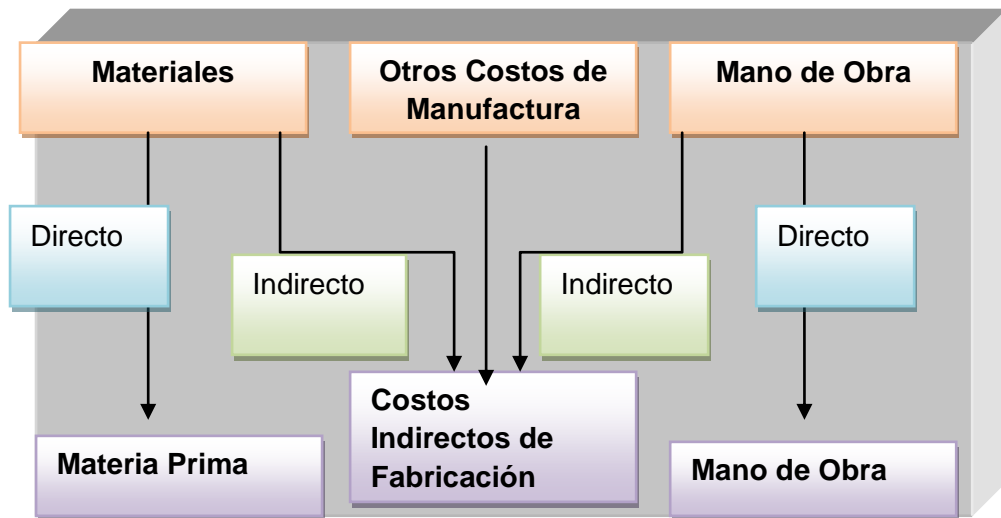 Materiales
Otros Costos de
Manufactura
Mano de Obra
Directo
Indirecto
Indirecto
Directo
Materia Prima
Costos
Indirectos de
Fabricación
Mano de Obra